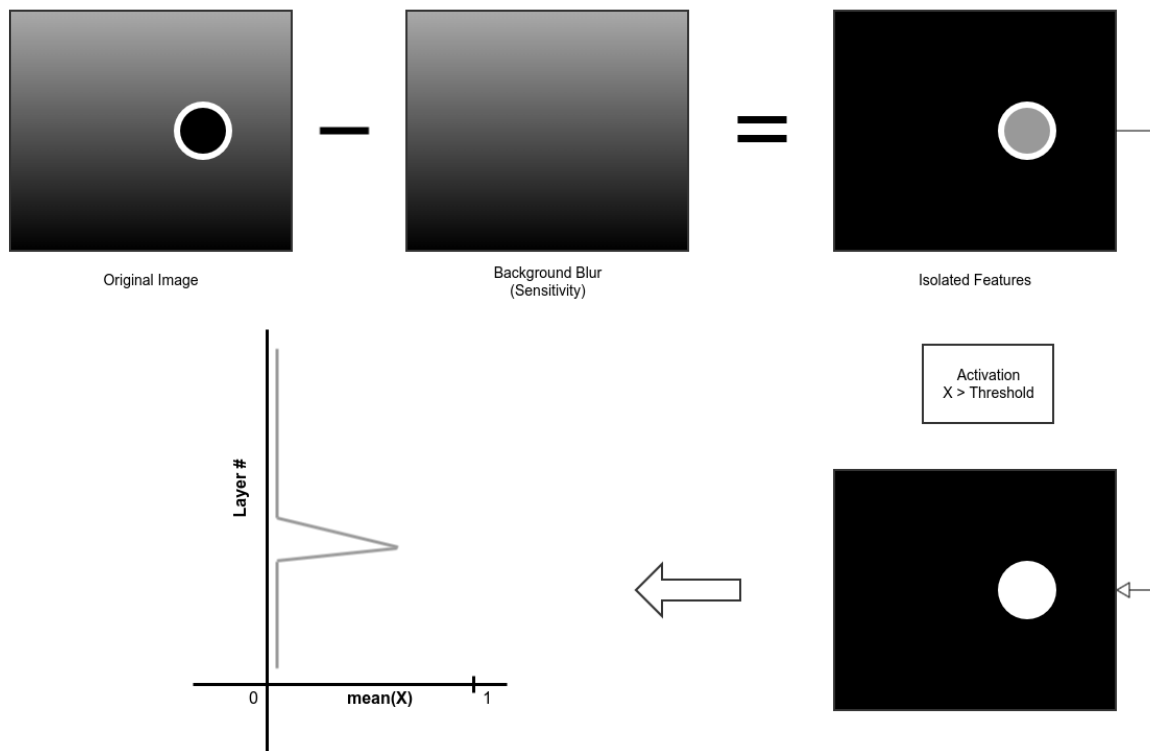 Original Image
Background Blur
(Sensitivity)
Isolated Features
Activation
X > Threshold
Layer #
0
mean(X)
1